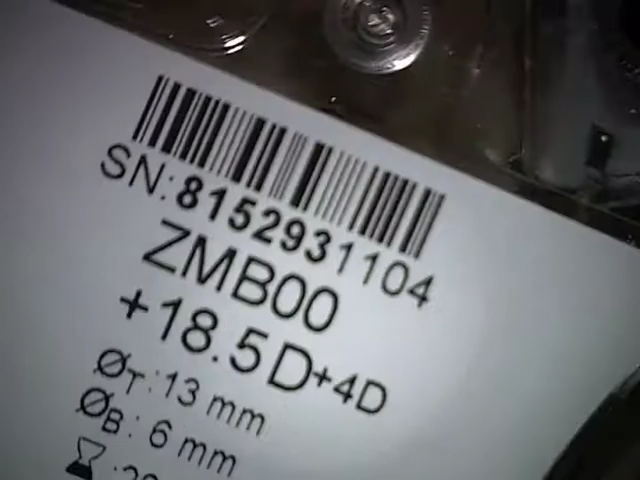 SN:8152931104
ZMB00
+18.5D+4D
ØT:13 mm
ØB: 6 mm